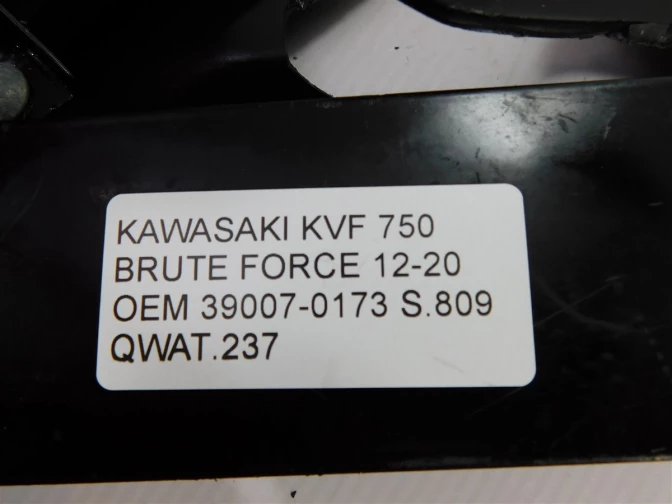 KAWASAKI KVF 750
BRUTE FORCE 12-20
OEM 39007-0173 S.809
QWAT.237